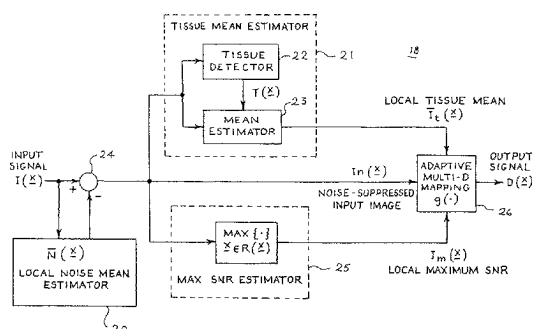 TISSUE MEAN ESTIMATOR
18
TISSUE
DETECTOR
22
21
T(x)
23
MEAN
ESTIMATOR
LOCAL TISSUE MEAN
I̅t(x)
INPUT
SIGNAL
I(x)
24
+
-
In(x)
NOISE-SUPPRESSED
INPUT IMAGE
ADAPTIVE
MULTI-D
MAPPING
g(·)
OUTPUT
SIGNAL
D(x)
26
N̅(x)
LOCAL NOISE MEAN
ESTIMATOR
20
MAX {·}
x∈R(x)
MAX SNR ESTIMATOR
25
Im(x)
LOCAL MAXIMUM SNR